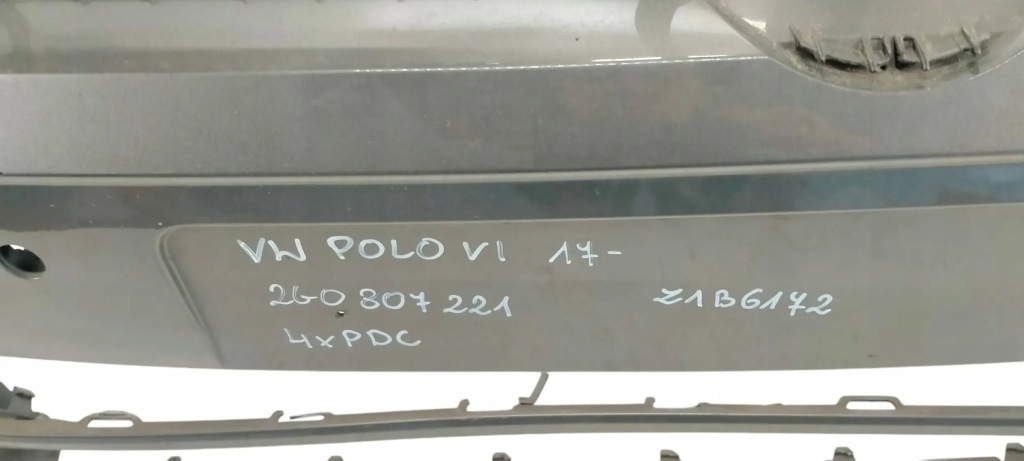 VW POLO VI 17-
2G0 807 221 Z1B6172
4xPDC